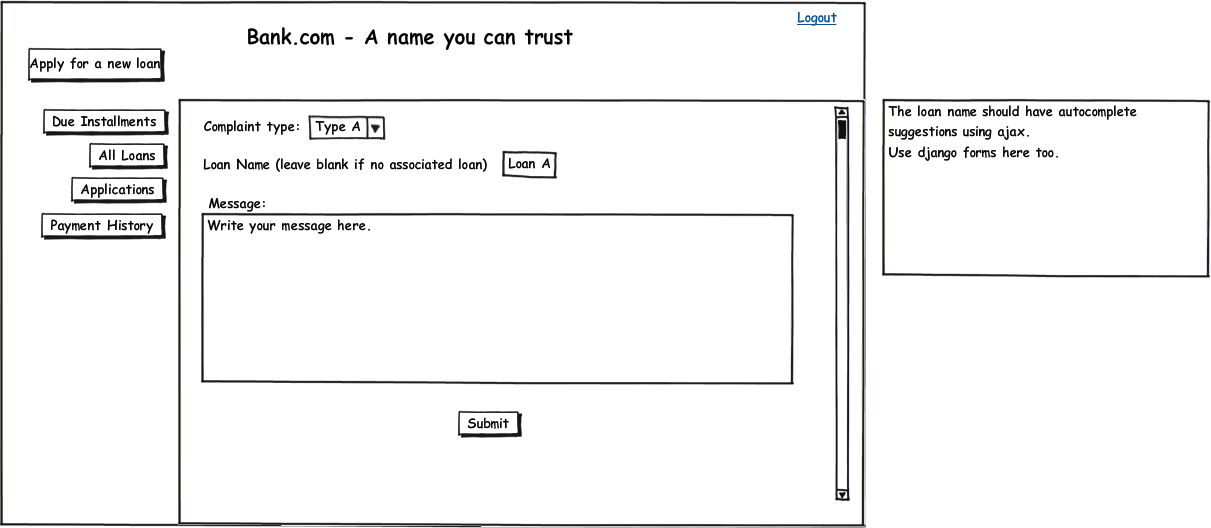 Logout
Bank.com - A name you can trust
Apply for a new loan
Due Installments
All Loans
Applications
Payment History
Complaint type: Type A
Loan Name (leave blank if no associated loan) Loan A
Message:
Write your message here.
Submit
The loan name should have autocomplete
suggestions using ajax.
Use django forms here too.